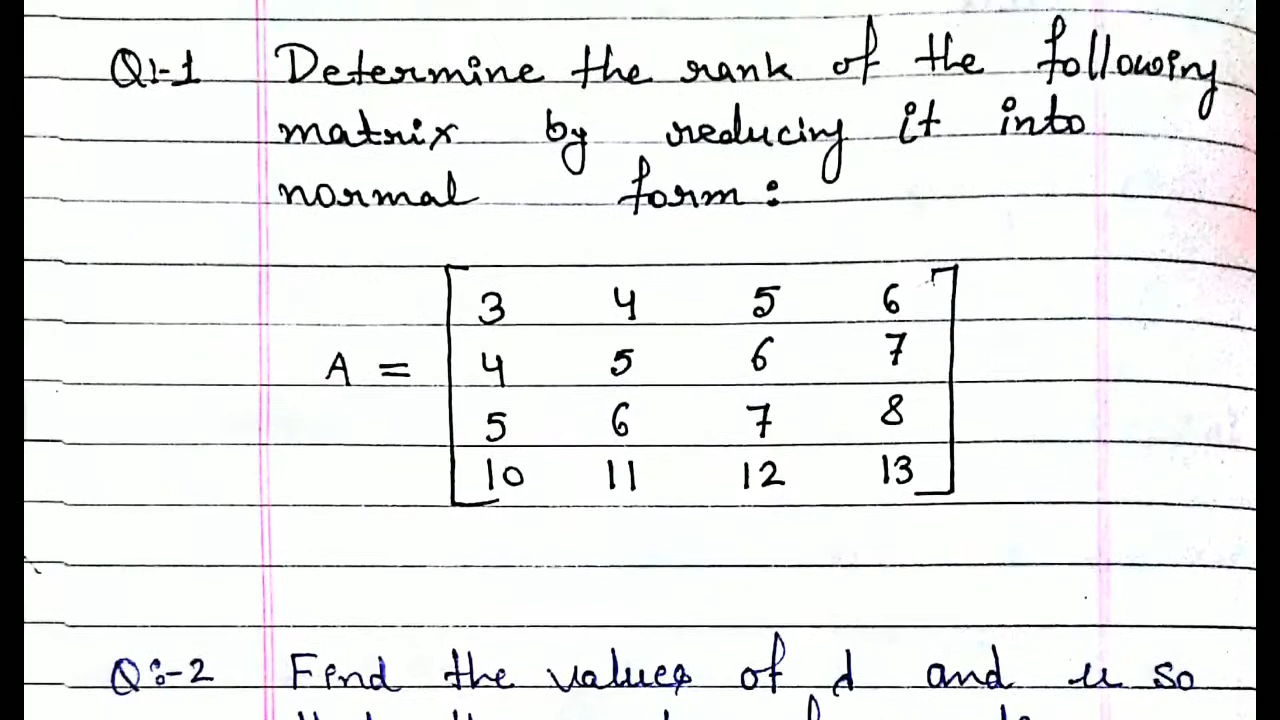 Q:-1 Determine the rank of the following
matrix by reducing it into
normal form:
3 4 5 6
A = 4 5 6 7
5 6 7 8
10 11 12 13
Q:-2 Find the values of λ and μ so